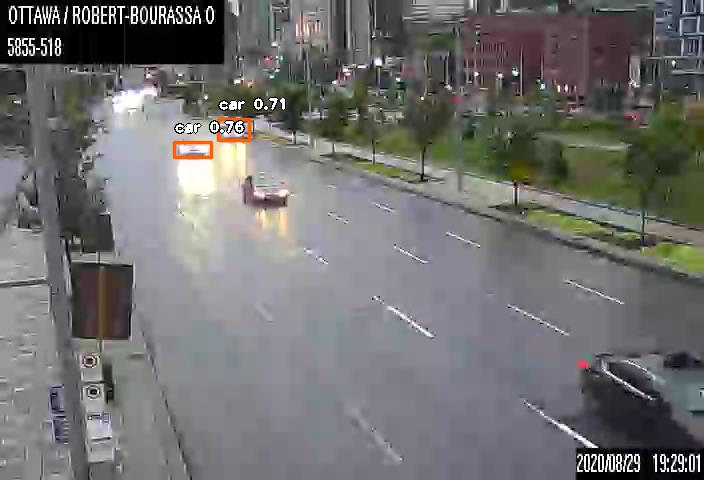 OTTAWA / ROBERT-BOURASSA O
5855-518
car 0.71
car 0.76
2020/08/29 19:29:01